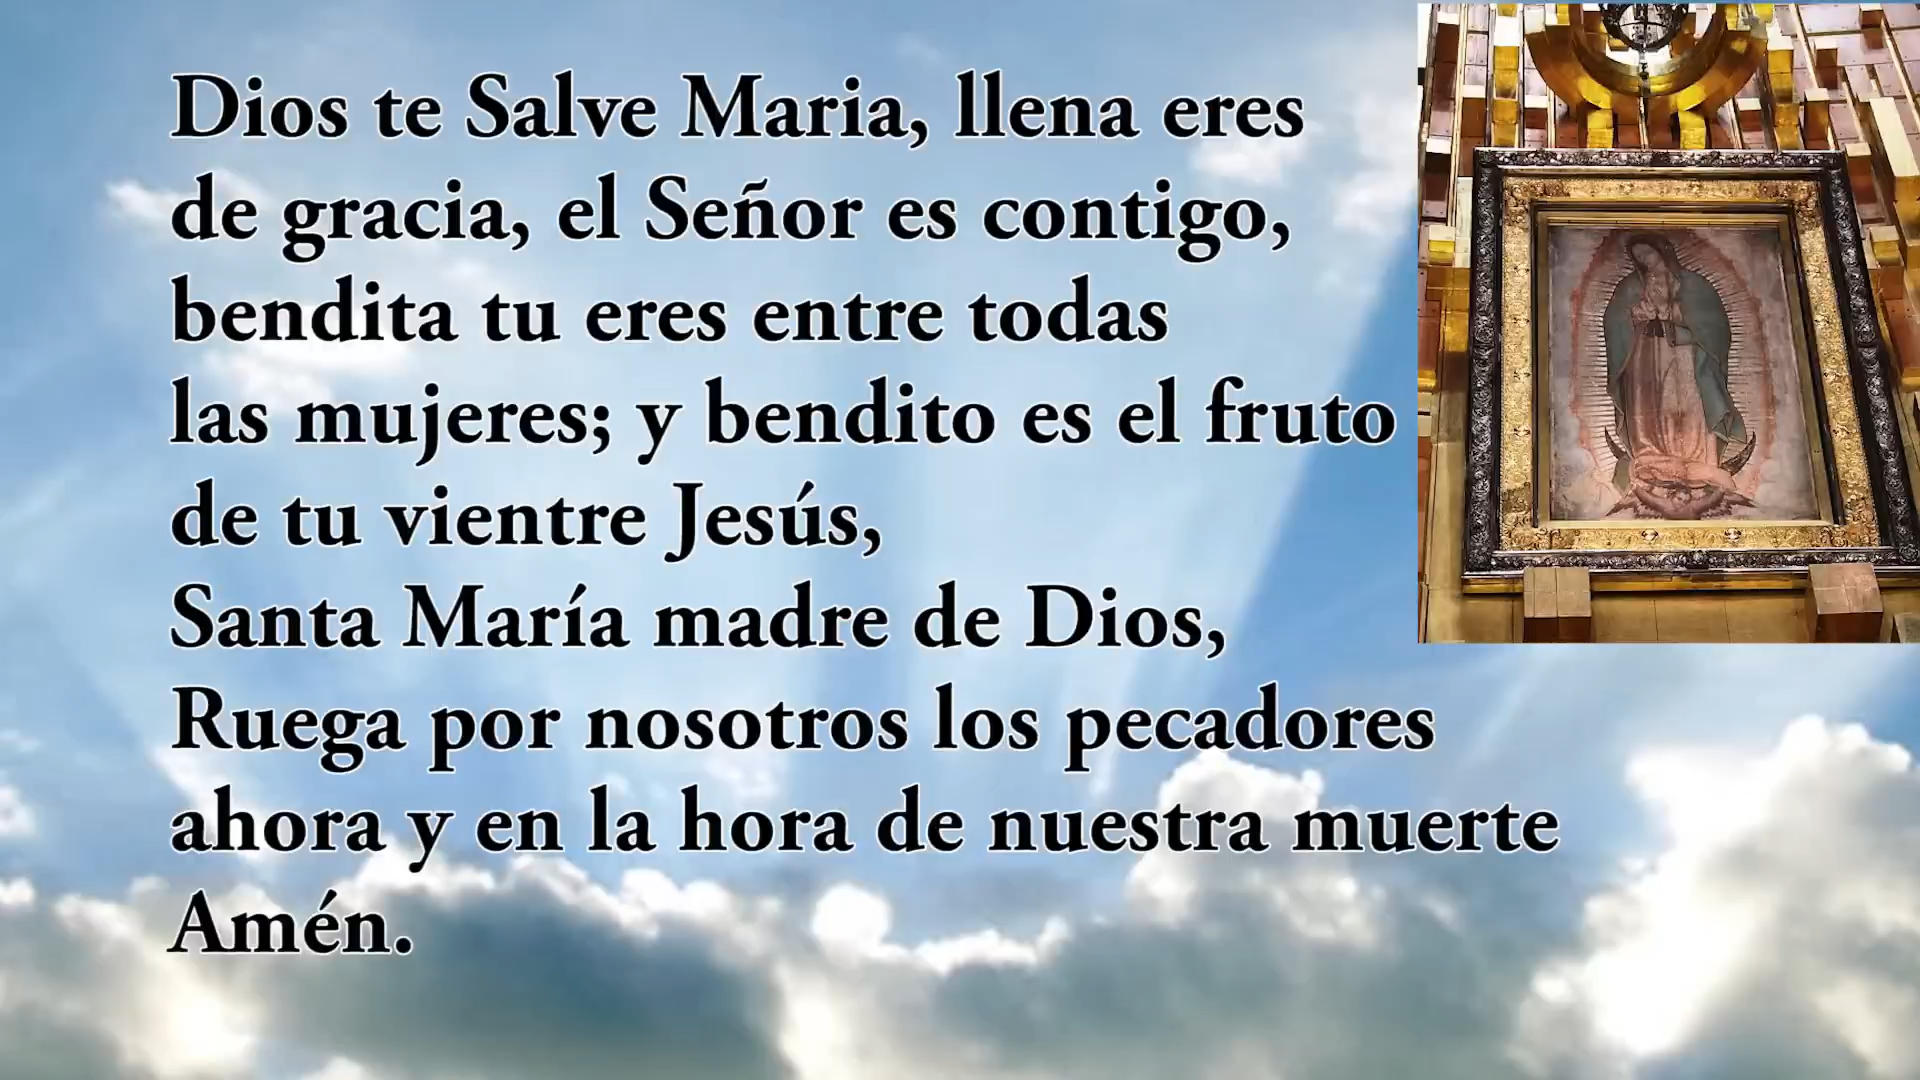 Dios te Salve Maria, llena eres
de gracia, el Señor es contigo,
bendita tu eres entre todas
las mujeres; y bendito es el fruto
de tu vientre Jesús,
Santa María madre de Dios,
Ruega por nosotros los pecadores
ahora y en la hora de nuestra muerte
Amén.